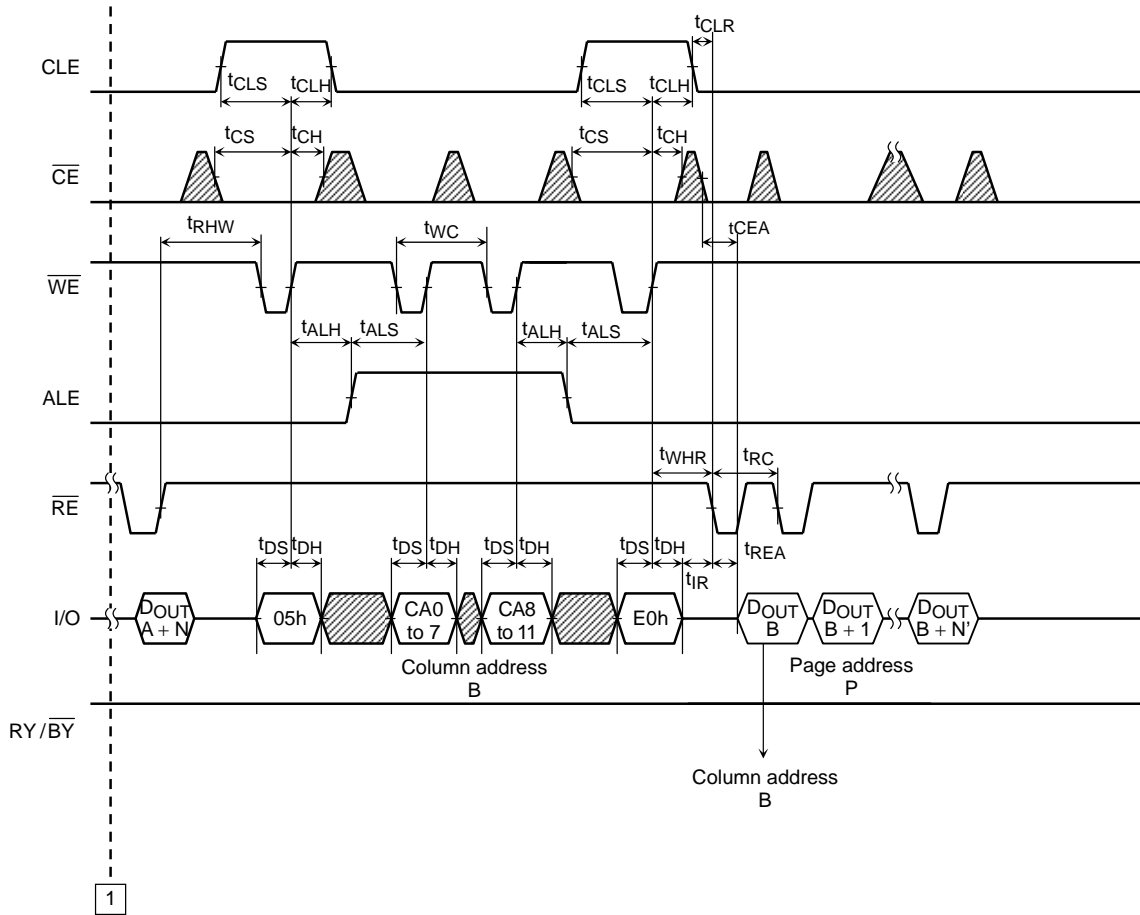 tCLR
CLE
tCLS tCLH tCLS tCLH
tCS tCH tCS tCH
CE
tCEA
tRHW tWC
WE
tALH tALS tALH tALS
ALE
tWHR tRC
RE
tDS tDH tDS tDH tDS tDH tDS tDH tIR tREA
I/O
DOUT
A + N
05h
CA0
to 7
CA8
to 11
E0h
DOUT
B
DOUT
B + 1
DOUT
B + N'
Column address
B
Page address
P
RY/BY
Column address
B
1